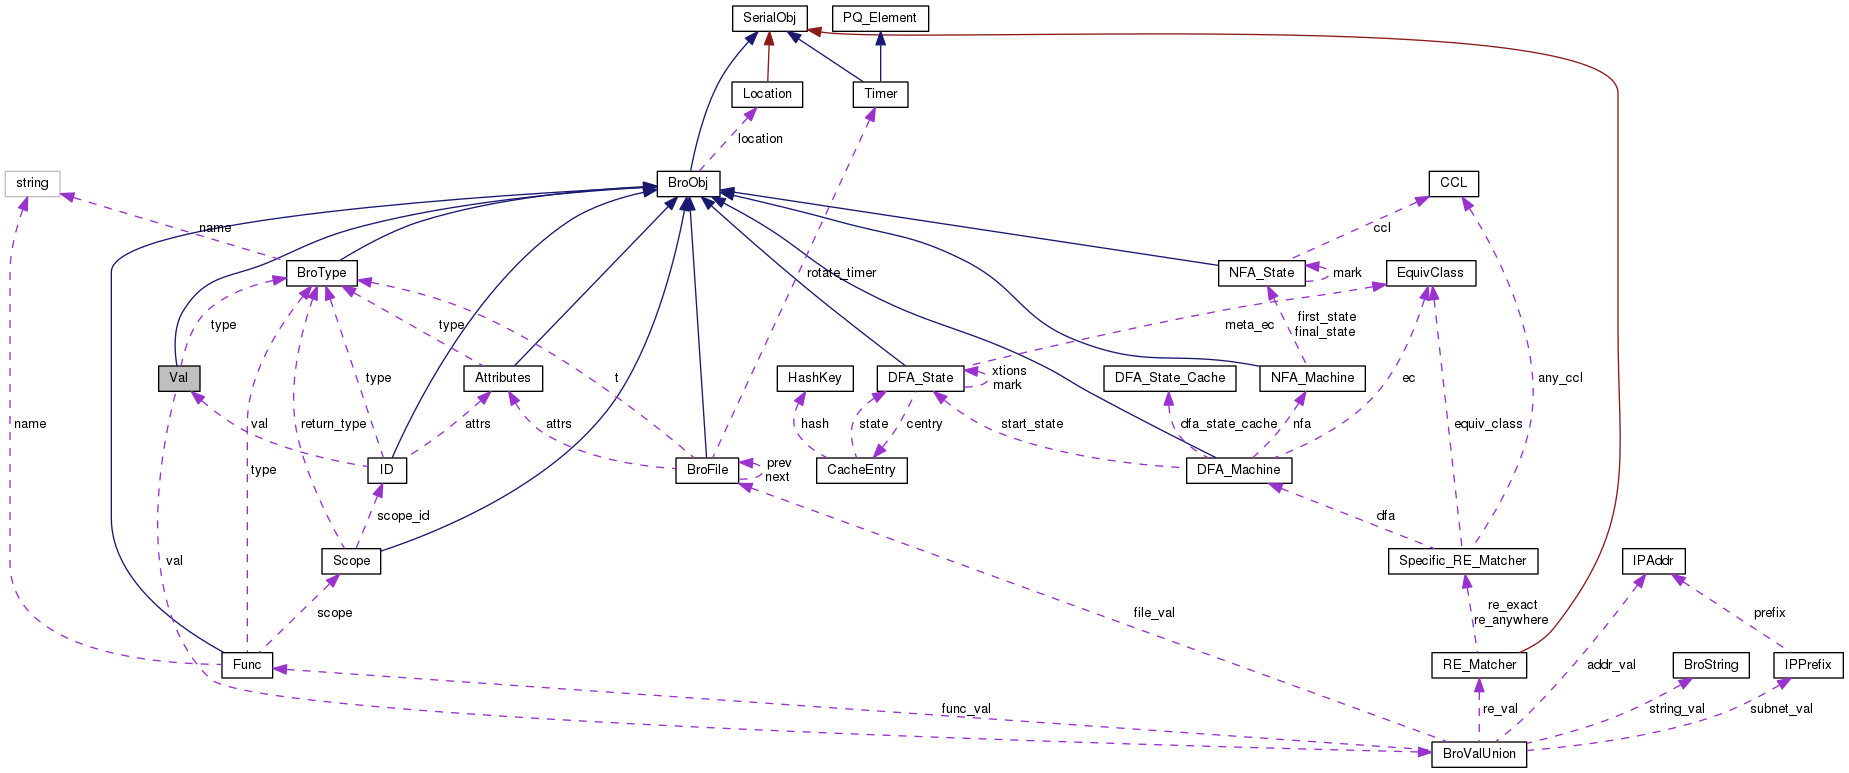 SerialObj
PQ_Element
Location
Timer
location
string
BroObj
CCL
name
ccl
BroType
rotate_timer
NFA_State
mark
EquivClass
type
type
meta_ec
first_state
final_state
Val
type
Attributes
t
HashKey
DFA_State
xtions
mark
DFA_State_Cache
NFA_Machine
ec
any_ccl
name
val
return_type
attrs
attrs
hash
state
centry
start_state
dfa_state_cache
nfa
equiv_class
type
ID
BroFile
prev
next
CacheEntry
DFA_Machine
scope_id
dfa
val
Scope
Specific_RE_Matcher
IPAddr
scope
file_val
re_exact
re_anywhere
prefix
Func
RE_Matcher
addr_val
BroString
IPPrefix
func_val
re_val
string_val
subnet_val
BroValUnion